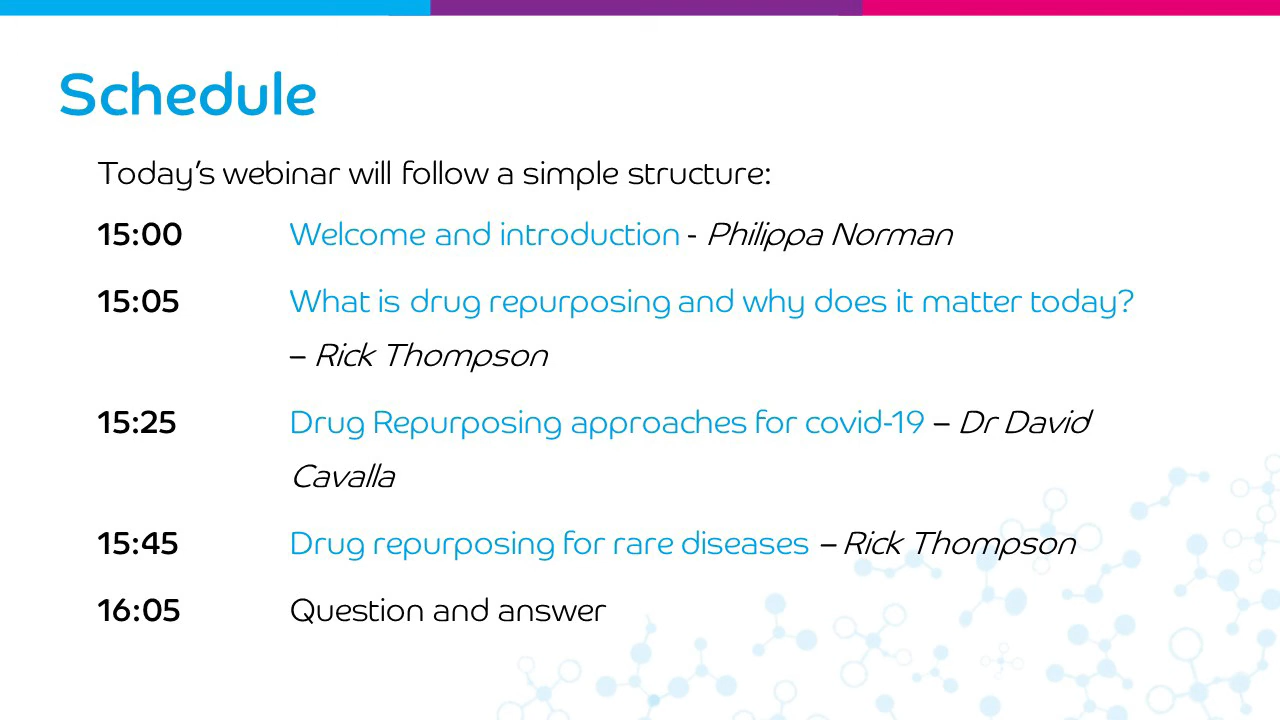 Schedule
Today's webinar will follow a simple structure:
15:00 Welcome and introduction - Philippa Norman
15:05 What is drug repurposing and why does it matter today?
– Rick Thompson
15:25 Drug Repurposing approaches for covid-19 – Dr David
Cavalla
15:45 Drug repurposing for rare diseases – Rick Thompson
16:05 Question and answer